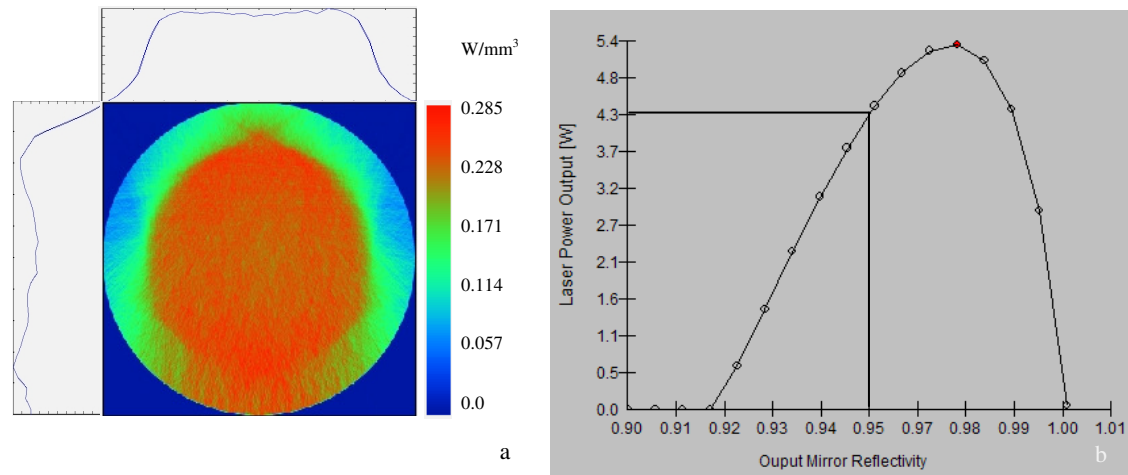 W/mm3
0.285
0.228
0.171
0.114
0.057
0.0
a
Laser Power Output [W]
5.4
4.8
4.3
3.7
3.2
2.7
2.1
1.6
1.1
0.5
0.0
0.90 0.91 0.92 0.93 0.94 0.95 0.97 0.98 0.99 1.00 1.01
Ouput Mirror Reflectivity
b